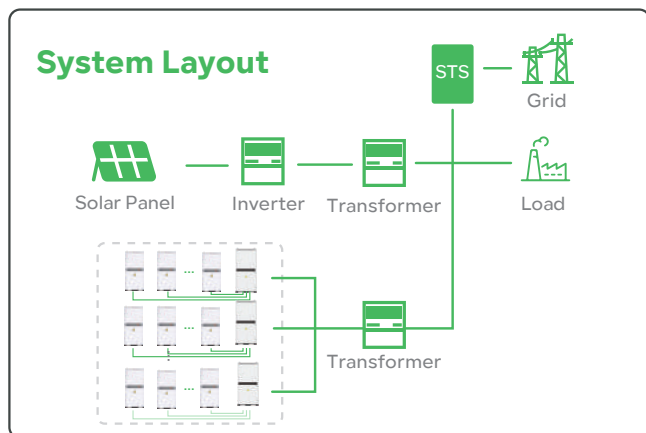 System Layout
STS
Grid
Solar Panel
Inverter
Transformer
Load
...
...
...
Transformer